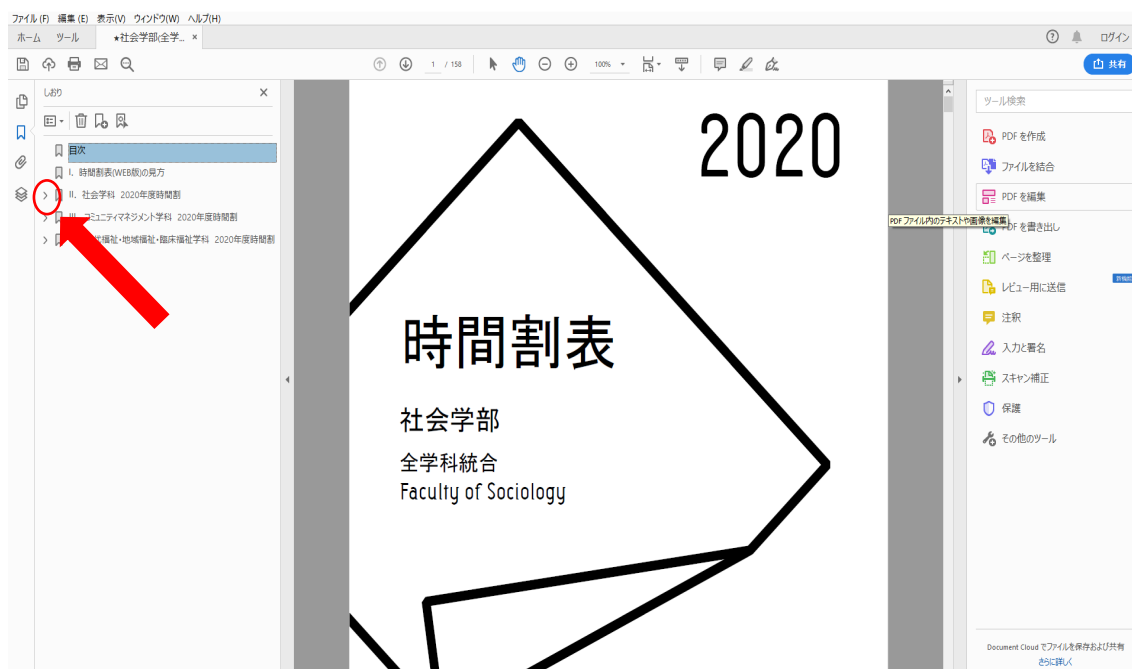 ファイル(F) 編集(E) 表示(V) ウィンドウ(W) ヘルプ(H)
ホーム ツール ★社会学部(全学... ×
ログイン
1 / 158 100% 共有
しおり ×
目次
I. 時間割表(WEB版)の見方
II. 社会学科 2020年度時間割
コミュニティマネジメント学科 2020年度時間割
福祉・地域福祉・臨床福祉学科 2020年度時間割
2020
時間割表
社会学部
全学科統合
Faculty of Sociology
ツール検索
PDF を作成
ファイルを結合
PDF を編集
PDF ファイル内のテキストや画像を編集
PDF を書き出し
ページを整理
レビュー用に送信
注釈
入力と署名
スキャン補正
保護
その他のツール
Document Cloud でファイルを保存および共有
さらに詳しく